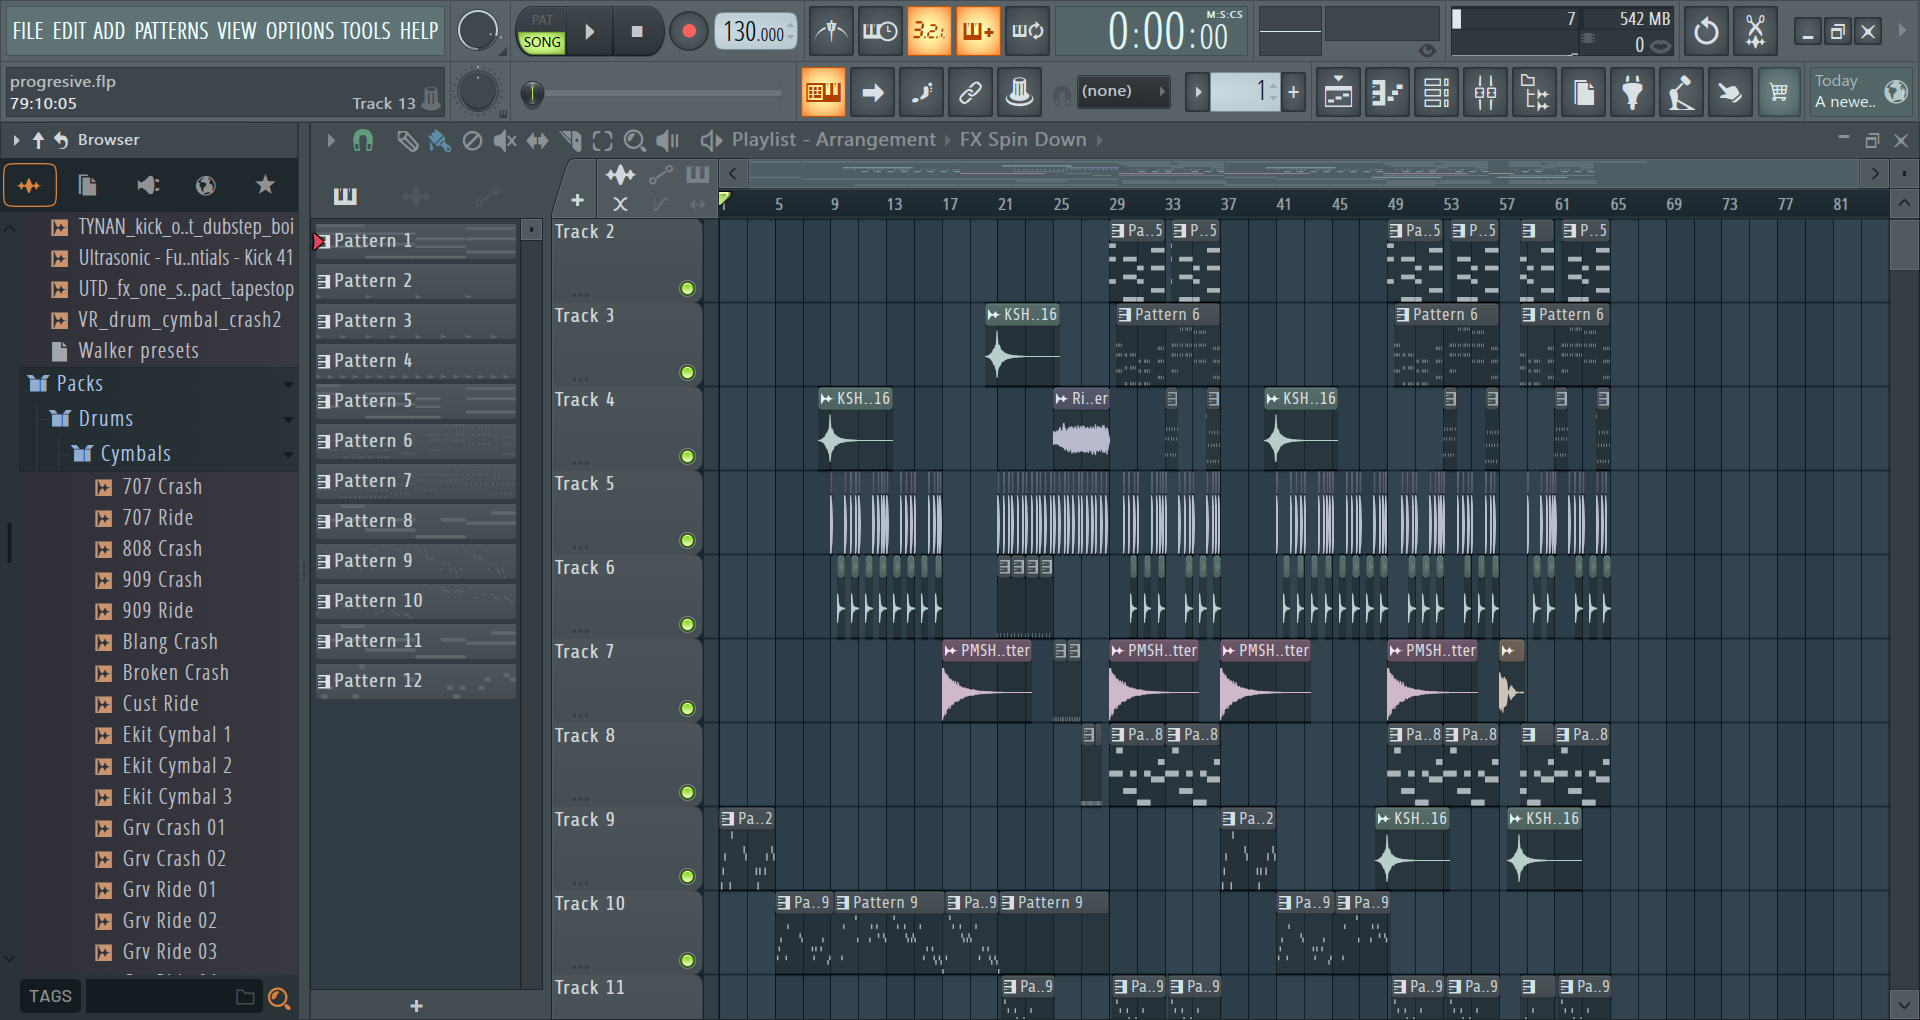 FILE EDIT ADD PATTERNS VIEW OPTIONS TOOLS HELP
PAT
SONG
130.000
3.2.1
M:S:CS
0:00:00
7
542 MB
0
progresive.flp
79:10:05
Track 13
(none)
1
Today
A newe..
Browser
Playlist - Arrangement
FX Spin Down
TYNAN_kick_o..t_dubstep_boi
Ultrasonic - Fu..ntials - Kick 41
UTD_fx_one_s..pact_tapestop
VR_drum_cymbal_crash2
Walker presets
Packs
Drums
Cymbals
707 Crash
707 Ride
808 Crash
909 Crash
909 Ride
Blang Crash
Broken Crash
Cust Ride
Ekit Cymbal 1
Ekit Cymbal 2
Ekit Cymbal 3
Grv Crash 01
Grv Crash 02
Grv Ride 01
Grv Ride 02
Grv Ride 03
TAGS
Pattern 1
Pattern 2
Pattern 3
Pattern 4
Pattern 5
Pattern 6
Pattern 7
Pattern 8
Pattern 9
Pattern 10
Pattern 11
Pattern 12
5 9 13 17 21 25 29 33 37 41 45 49 53 57 61 65 69 73 77 81
Track 2
Pa..5 P..5 Pa..5 P..5 P..5
Track 3
KSH..16 Pattern 6 Pattern 6 Pattern 6
Track 4
KSH..16 Ri..er KSH..16
Track 5
Track 6
Track 7
PMSH..tter PMSH..tter PMSH..tter PMSH..tter
Track 8
Pa..8 Pa..8 Pa..8 Pa..8 Pa..8
Track 9
Pa..2 Pa..2 KSH..16 KSH..16
Track 10
Pa..9 Pattern 9 Pa..9 Pattern 9 Pa..9 Pa..9
Track 11
Pa..9 Pa..9 Pa..9 Pa..9 Pa..9 Pa..9